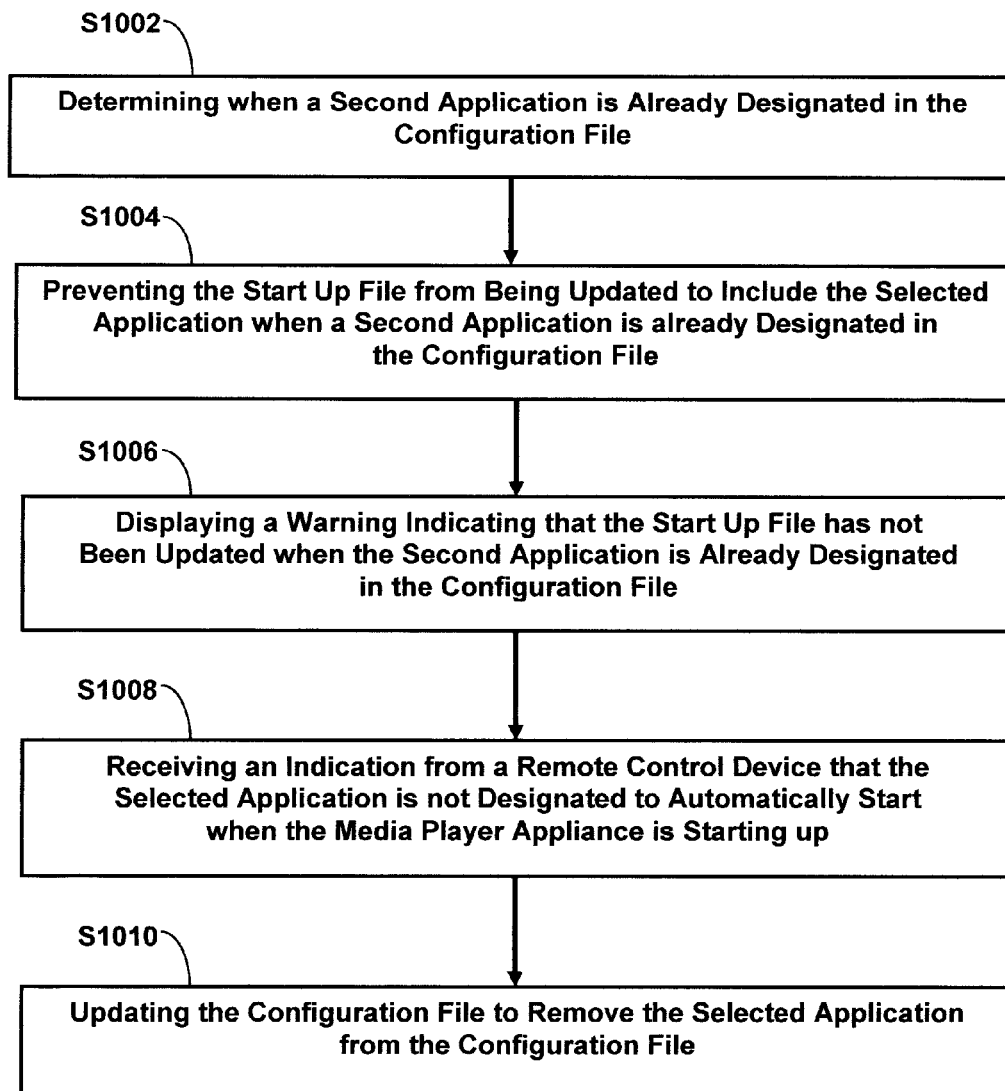 S1002
Determining when a Second Application is Already Designated in the
Configuration File
S1004
Preventing the Start Up File from Being Updated to Include the Selected
Application when a Second Application is already Designated in
the Configuration File
S1006
Displaying a Warning Indicating that the Start Up File has not
Been Updated when the Second Application is Already Designated
in the Configuration File
S1008
Receiving an Indication from a Remote Control Device that the
Selected Application is not Designated to Automatically Start
when the Media Player Appliance is Starting up
S1010
Updating the Configuration File to Remove the Selected Application
from the Configuration File